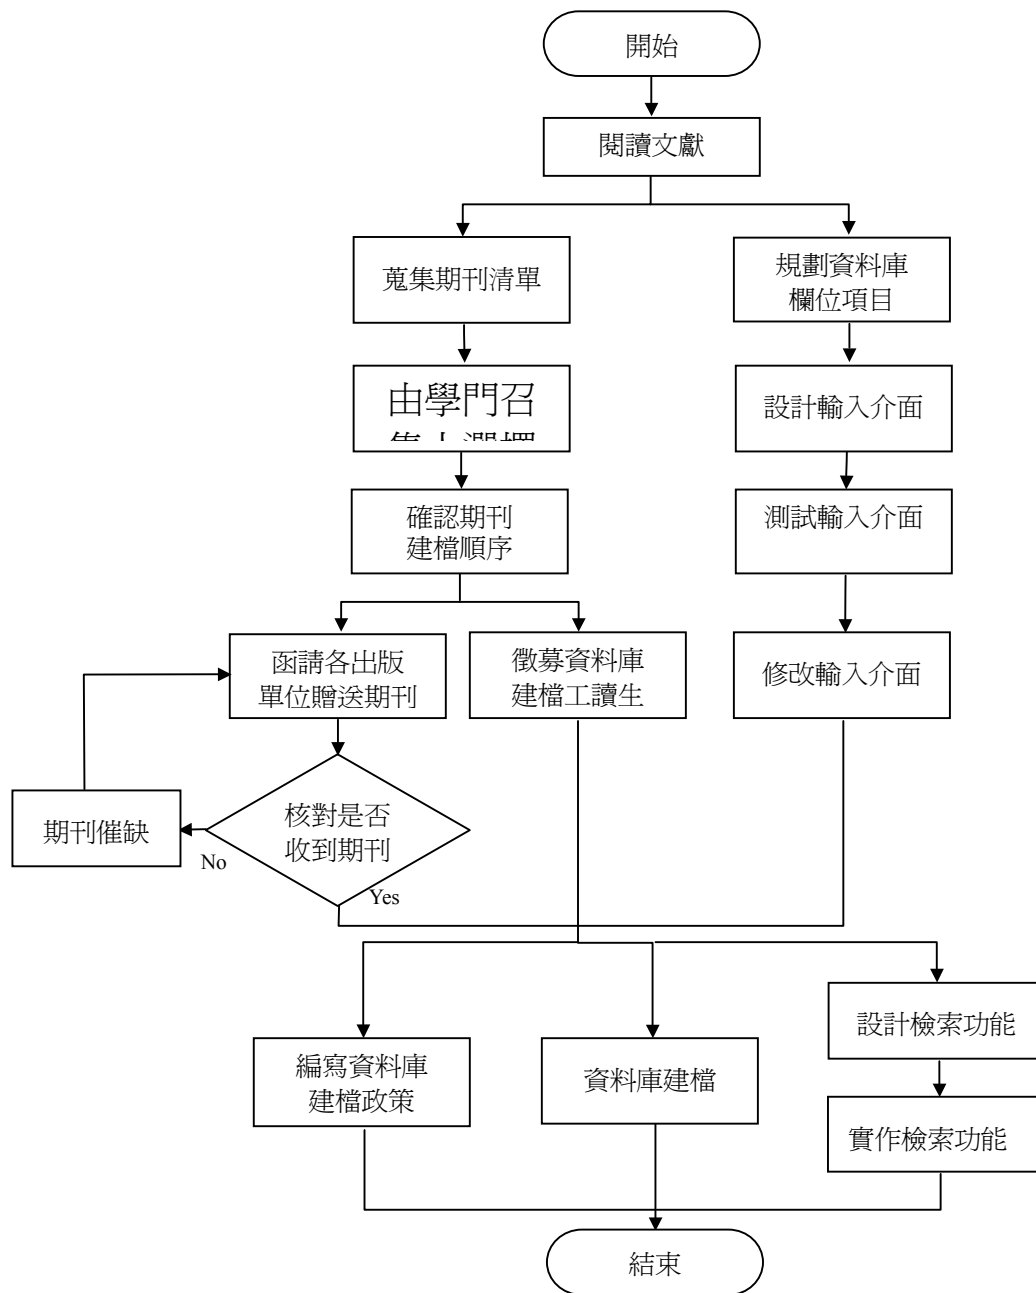 開始
閱讀文獻
蒐集期刊清單
規劃資料庫
欄位項目
由學門召
設計輸入介面
確認期刊
建檔順序
測試輸入介面
函請各出版
單位贈送期刊
徵募資料庫
建檔工讀生
修改輸入介面
期刊催缺
核對是否
收到期刊
No
Yes
設計檢索功能
編寫資料庫
建檔政策
資料庫建檔
實作檢索功能
結束